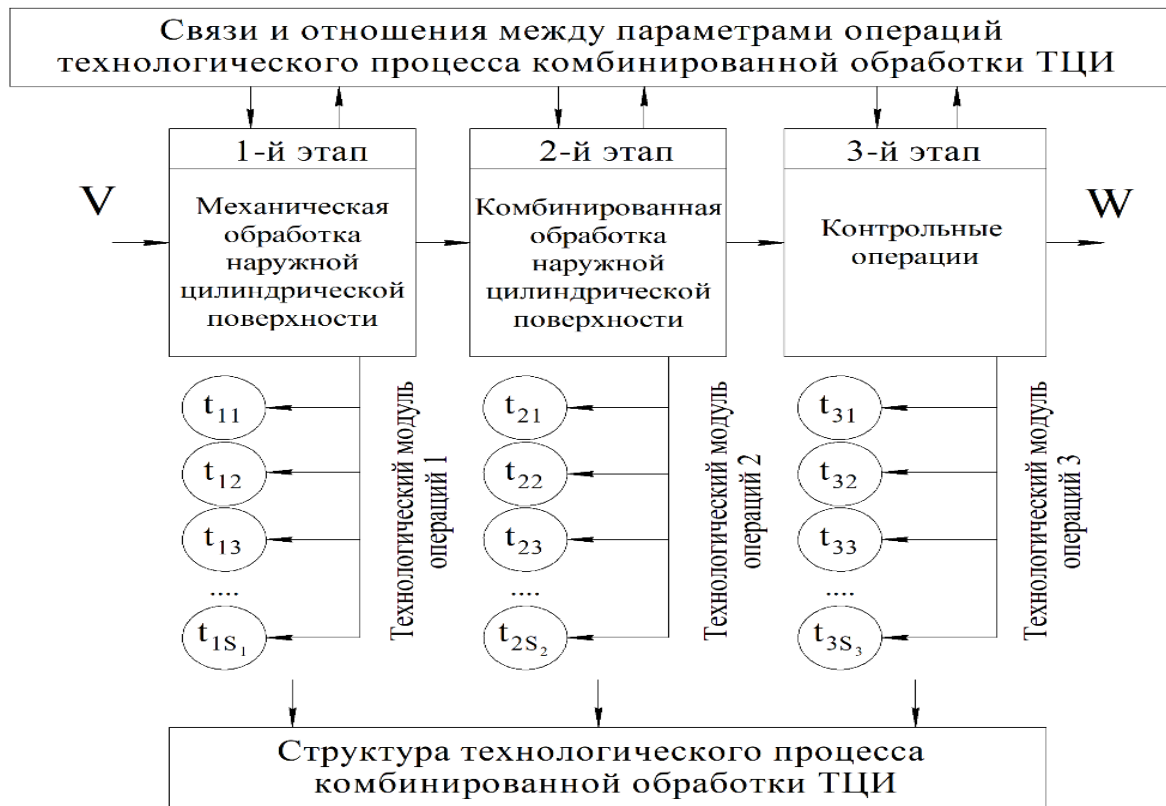 Связи и отношения между параметрами операций
технологического процесса комбинированной обработки ТЦИ
1-й этап
2-й этап
3-й этап
V
Механическая
обработка
наружной
цилиндрической
поверхности
Комбинированная
обработка
наружной
цилиндрической
поверхности
Контрольные
операции
W
t11
t12
t13
....
t1S1
Технологический модуль
операций 1
t21
t22
t23
....
t2S2
Технологический модуль
операций 2
t31
t32
t33
....
t3S3
Технологический модуль
операций 3
Структура технологического процесса
комбинированной обработки ТЦИ